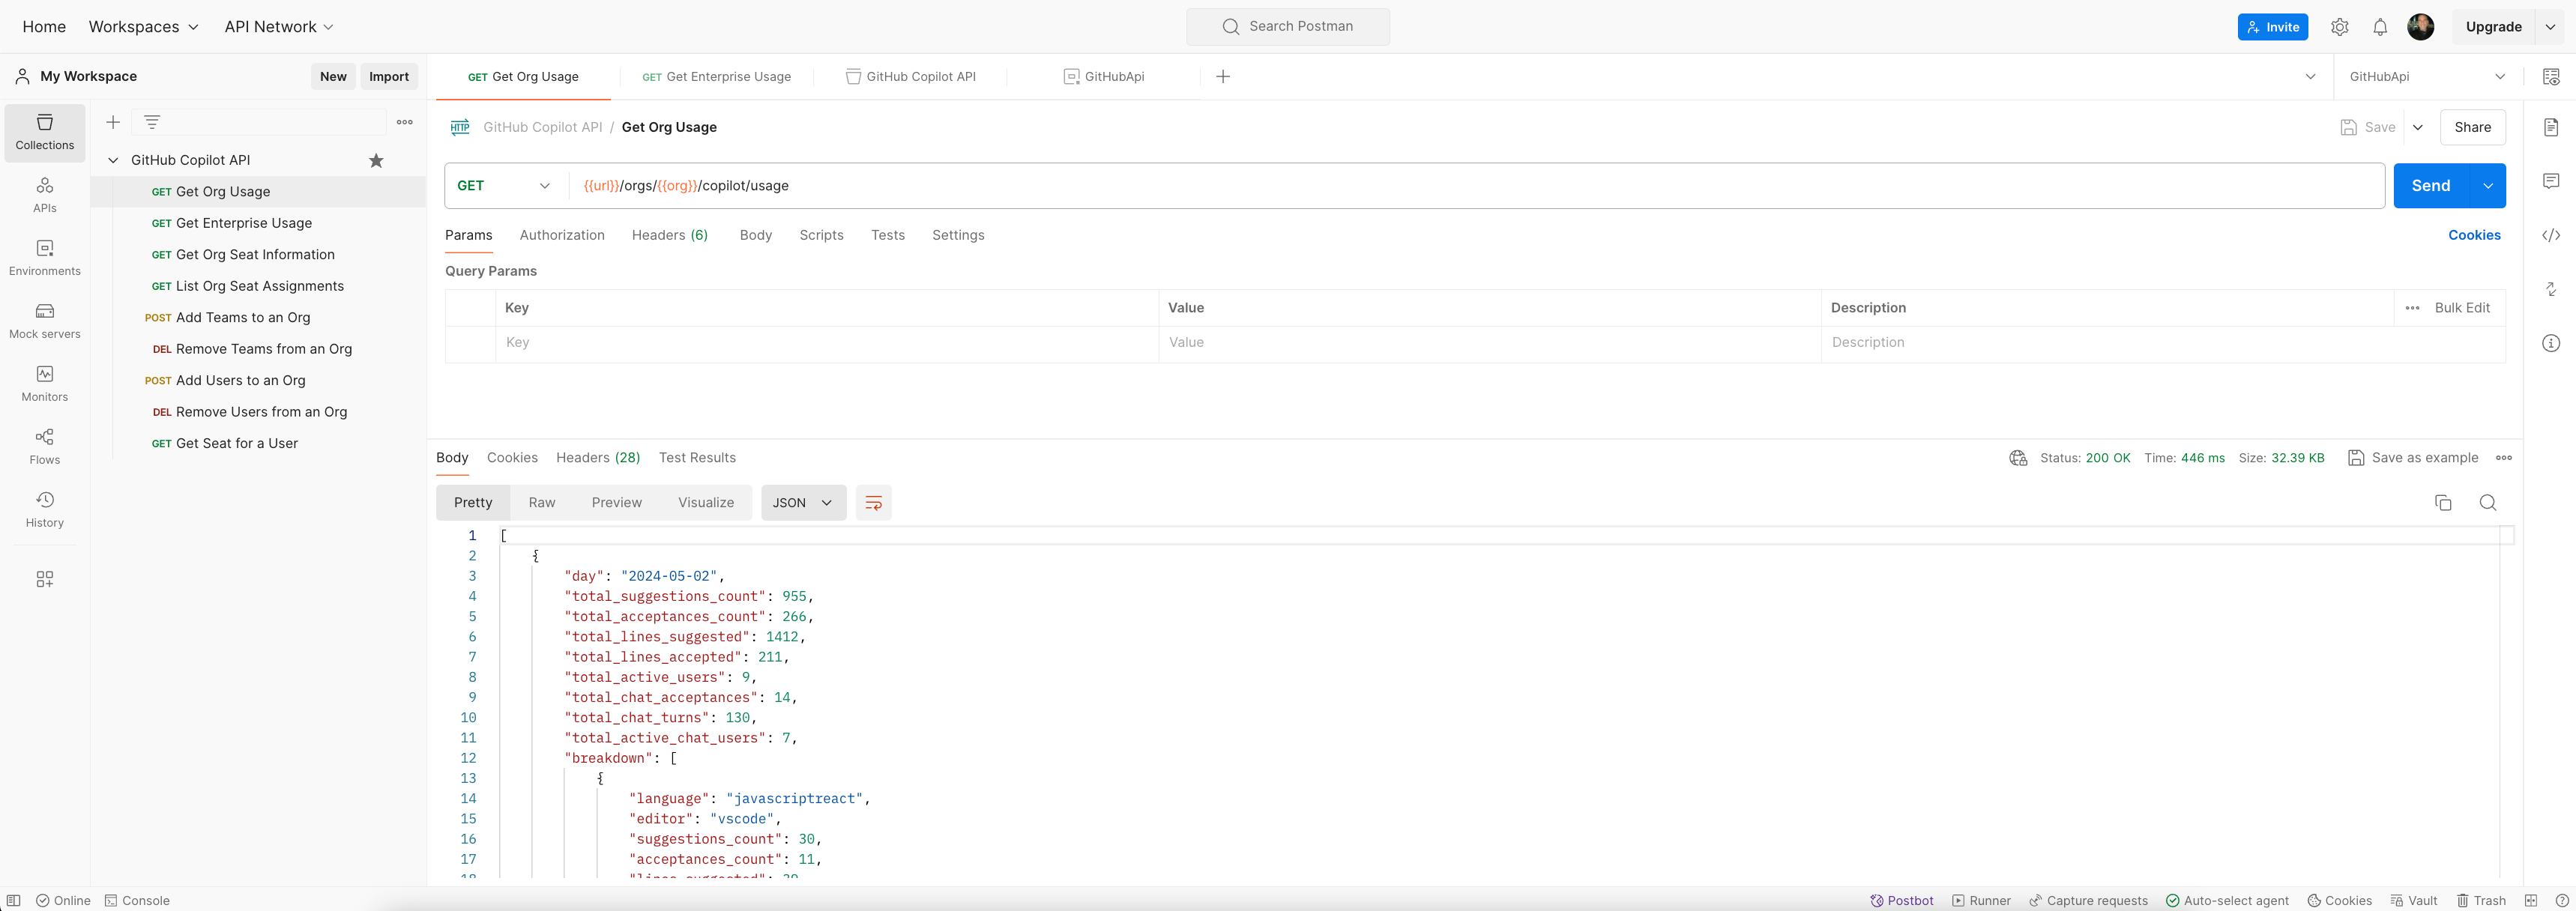 Home Workspaces API Network Search Postman Invite Upgrade
My Workspace New Import GET Get Org Usage GET Get Enterprise Usage GitHub Copilot API GitHubApi GitHubApi
Collections
APIs
Environments
Mock servers
Monitors
Flows
History
GitHub Copilot API
GET Get Org Usage
GET Get Enterprise Usage
GET Get Org Seat Information
GET List Org Seat Assignments
POST Add Teams to an Org
DEL Remove Teams from an Org
POST Add Users to an Org
DEL Remove Users from an Org
GET Get Seat for a User
HTTP GitHub Copilot API / Get Org Usage Save Share
GET {{url}}/orgs/{{org}}/copilot/usage Send
Params Authorization Headers (6) Body Scripts Tests Settings Cookies
Query Params
Key Value Description Bulk Edit
Key Value Description
Body Cookies Headers (28) Test Results Status: 200 OK Time: 446 ms Size: 32.39 KB Save as example
Pretty Raw Preview Visualize JSON
1 [
2 {
3 "day": "2024-05-02",
4 "total_suggestions_count": 955,
5 "total_acceptances_count": 266,
6 "total_lines_suggested": 1412,
7 "total_lines_accepted": 211,
8 "total_active_users": 9,
9 "total_chat_acceptances": 14,
10 "total_chat_turns": 130,
11 "total_active_chat_users": 7,
12 "breakdown": [
13 {
14 "language": "javascriptreact",
15 "editor": "vscode",
16 "suggestions_count": 30,
17 "acceptances_count": 11,
Online Console Postbot Runner Capture requests Auto-select agent Cookies Vault Trash